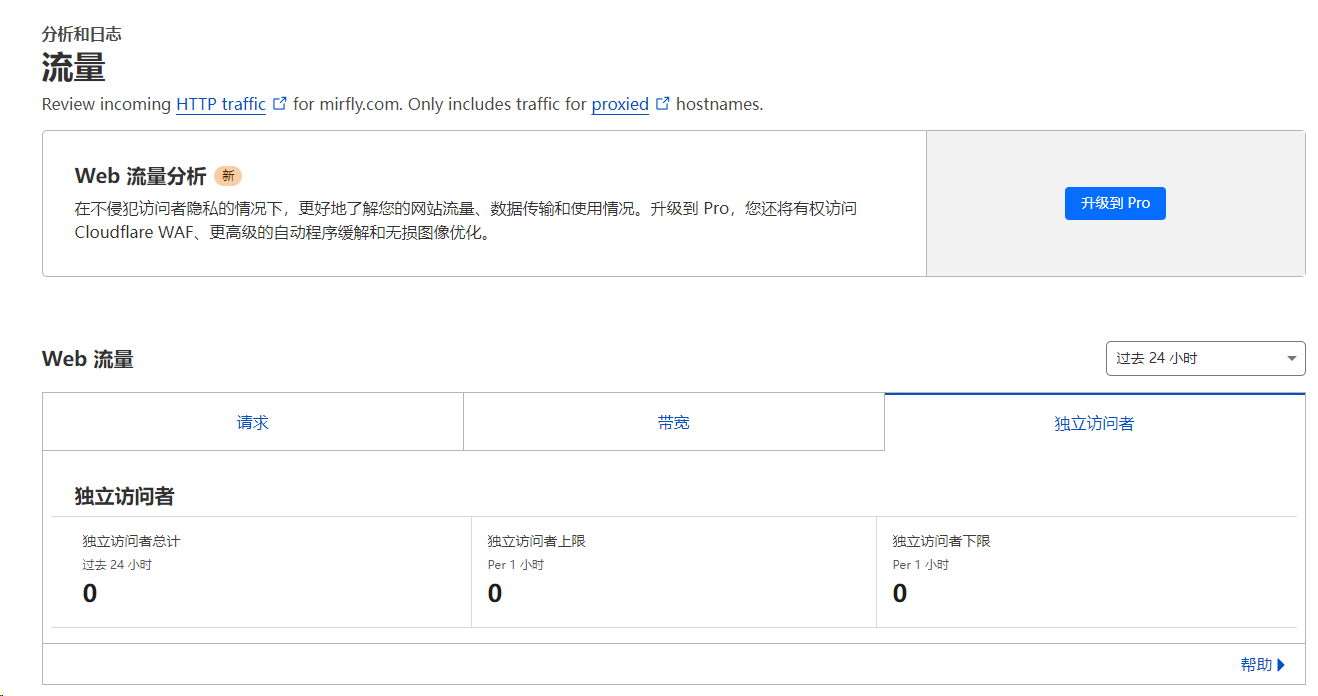 分析和日志
流量
Review incoming HTTP traffic for mirfly.com. Only includes traffic for proxied hostnames.
Web 流量分析 新
在不侵犯访问者隐私的情况下，更好地了解您的网站流量、数据传输和使用情况。升级到 Pro，您还将有权访问
Cloudflare WAF、更高级的自动程序缓解和无损图像优化。
升级到 Pro
Web 流量
过去 24 小时
请求
带宽
独立访问者
独立访问者
独立访问者总计
过去 24 小时
0
独立访问者上限
Per 1 小时
0
独立访问者下限
Per 1 小时
0
帮助